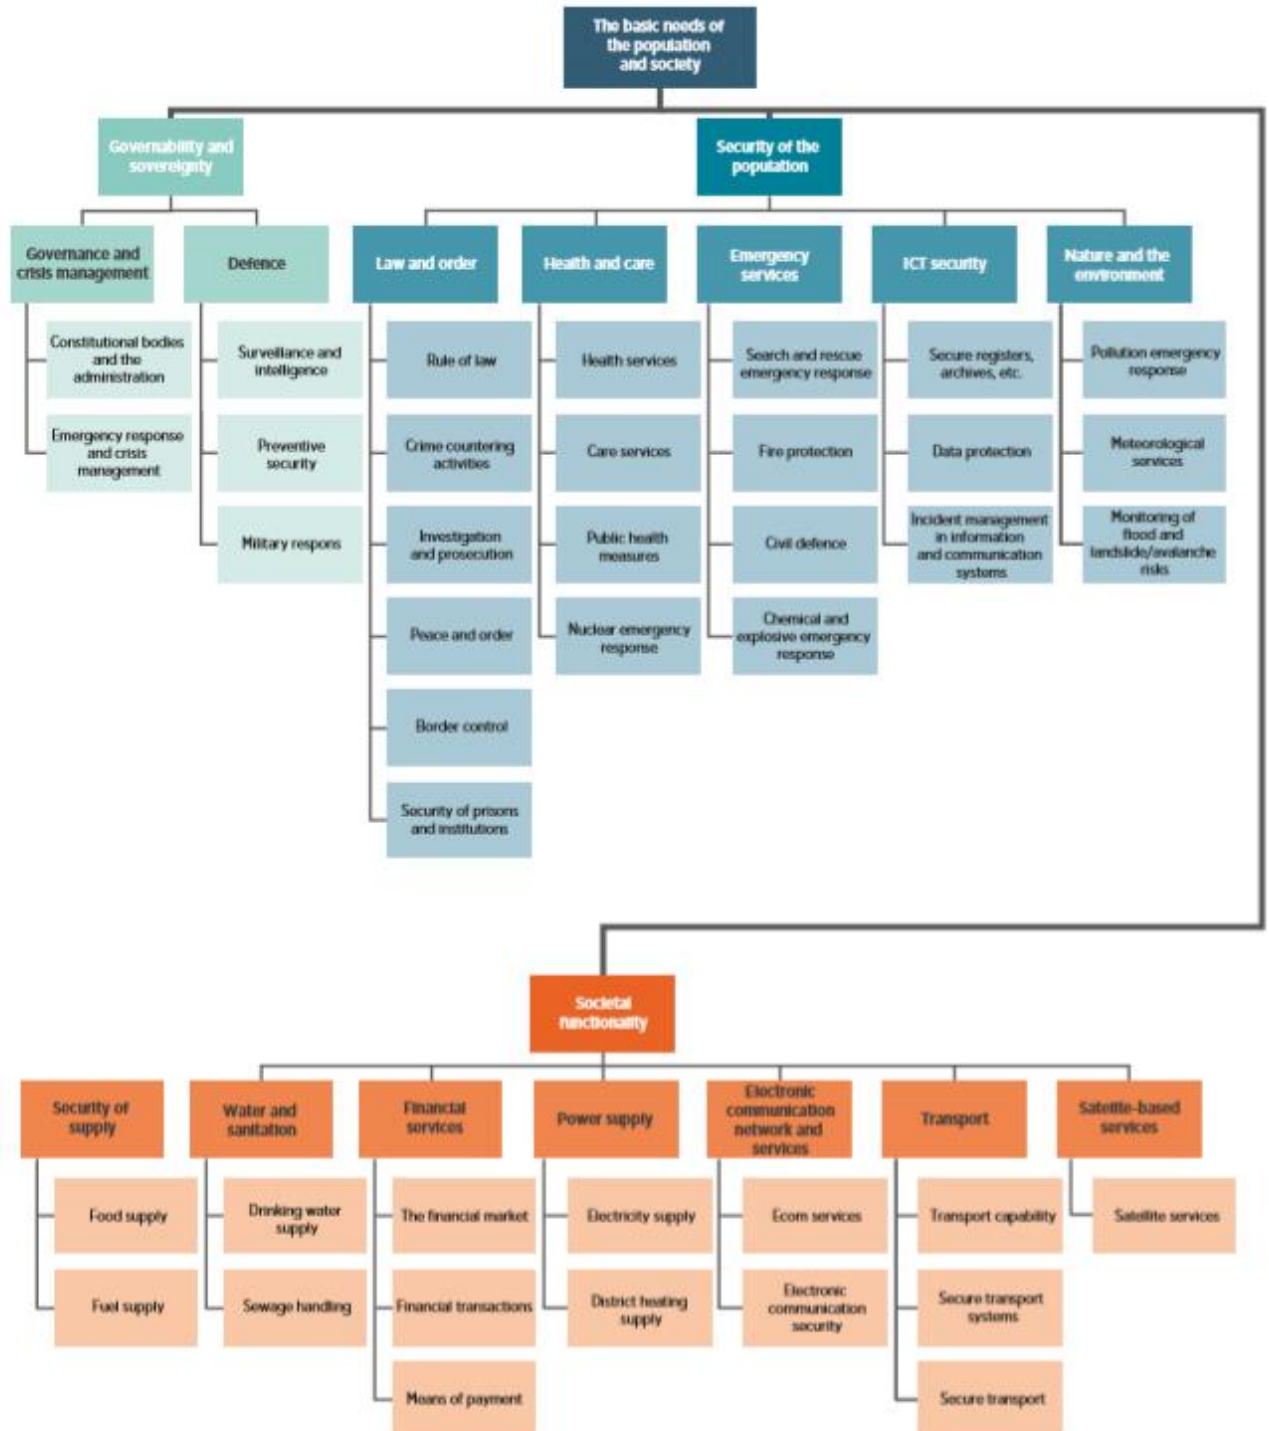 The basic needs of
the population
and society
Governability and
sovereignty
Security of the
population
Governance and
crisis management
Defence
Law and order
Health and care
Emergency
services
ICT security
Nature and the
environment
Constitutional bodies
and the
administration
Surveillance and
intelligence
Rule of law
Health services
Search and rescue
emergency response
Secure registers,
archives, etc.
Pollution emergency
response
Emergency response
and crisis
management
Preventive
security
Crime countering
activities
Care services
Fire protection
Data protection
Meteorological
services
Military respons
Investigation
and prosecution
Public health
measures
Civil defence
Incident management
in information
and communication
systems
Monitoring of
flood and
landslide/avalanche
risks
Peace and order
Nuclear emergency
response
Chemical and
explosive emergency
response
Border control
Security of prisons
and institutions
Societal
functionality
Security of
supply
Water and
sanitation
Financial
services
Power supply
Electronic
communication
network and
services
Transport
Satellite-based
services
Food supply
Drinking water
supply
The financial market
Electricity supply
Ecom services
Transport capability
Satellite services
Fuel supply
Sewage handling
Financial transactions
District heating
supply
Electronic
communication
security
Secure transport
systems
Means of payment
Secure transport